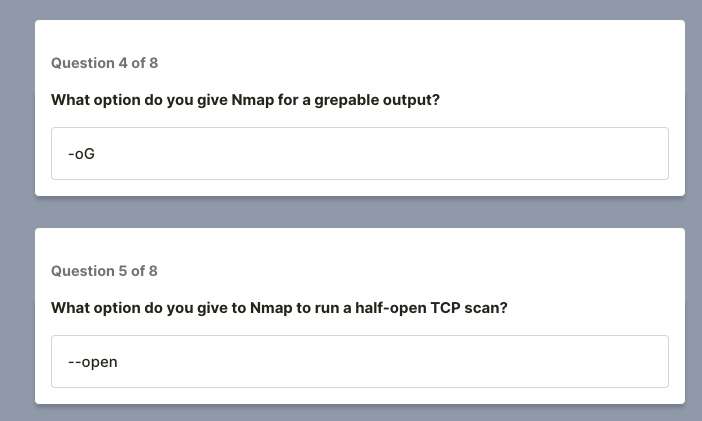 Question 4 of 8
What option do you give Nmap for a grepable output?
-oG
Question 5 of 8
What option do you give to Nmap to run a half-open TCP scan?
--open